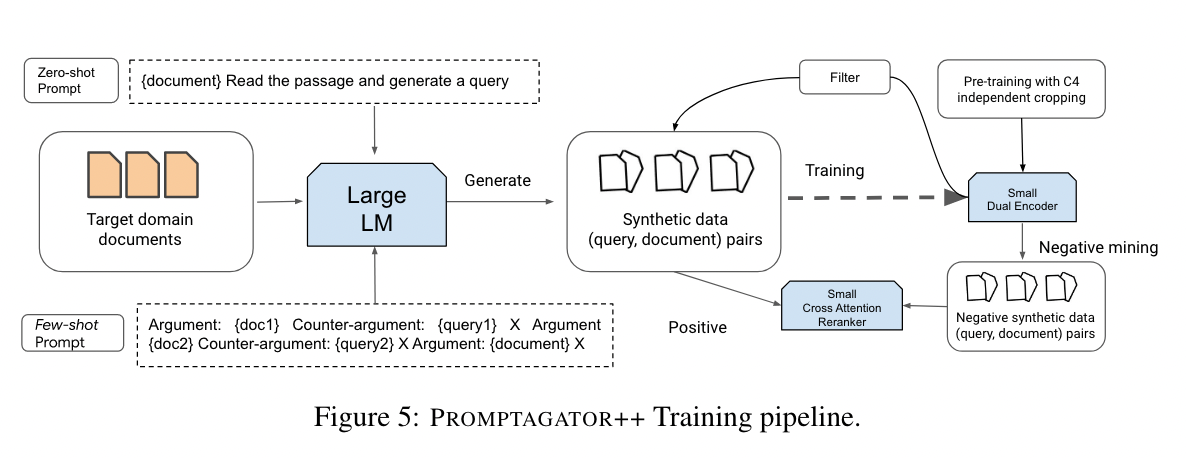 Zero-shot
Prompt
{document} Read the passage and generate a query
Filter
Pre-training with C4
independent cropping
Target domain
documents
Large
LM
Generate
Synthetic data
(query, document) pairs
Training
Small
Dual Encoder
Negative mining
Few-shot
Prompt
Argument: {doc1} Counter-argument: {query1} X Argument
{doc2} Counter-argument: {query2} X Argument: {document} X
Positive
Small
Cross Attention
Reranker
Negative synthetic data
(query, document) pairs
Figure 5: PROMPTAGATOR++ Training pipeline.